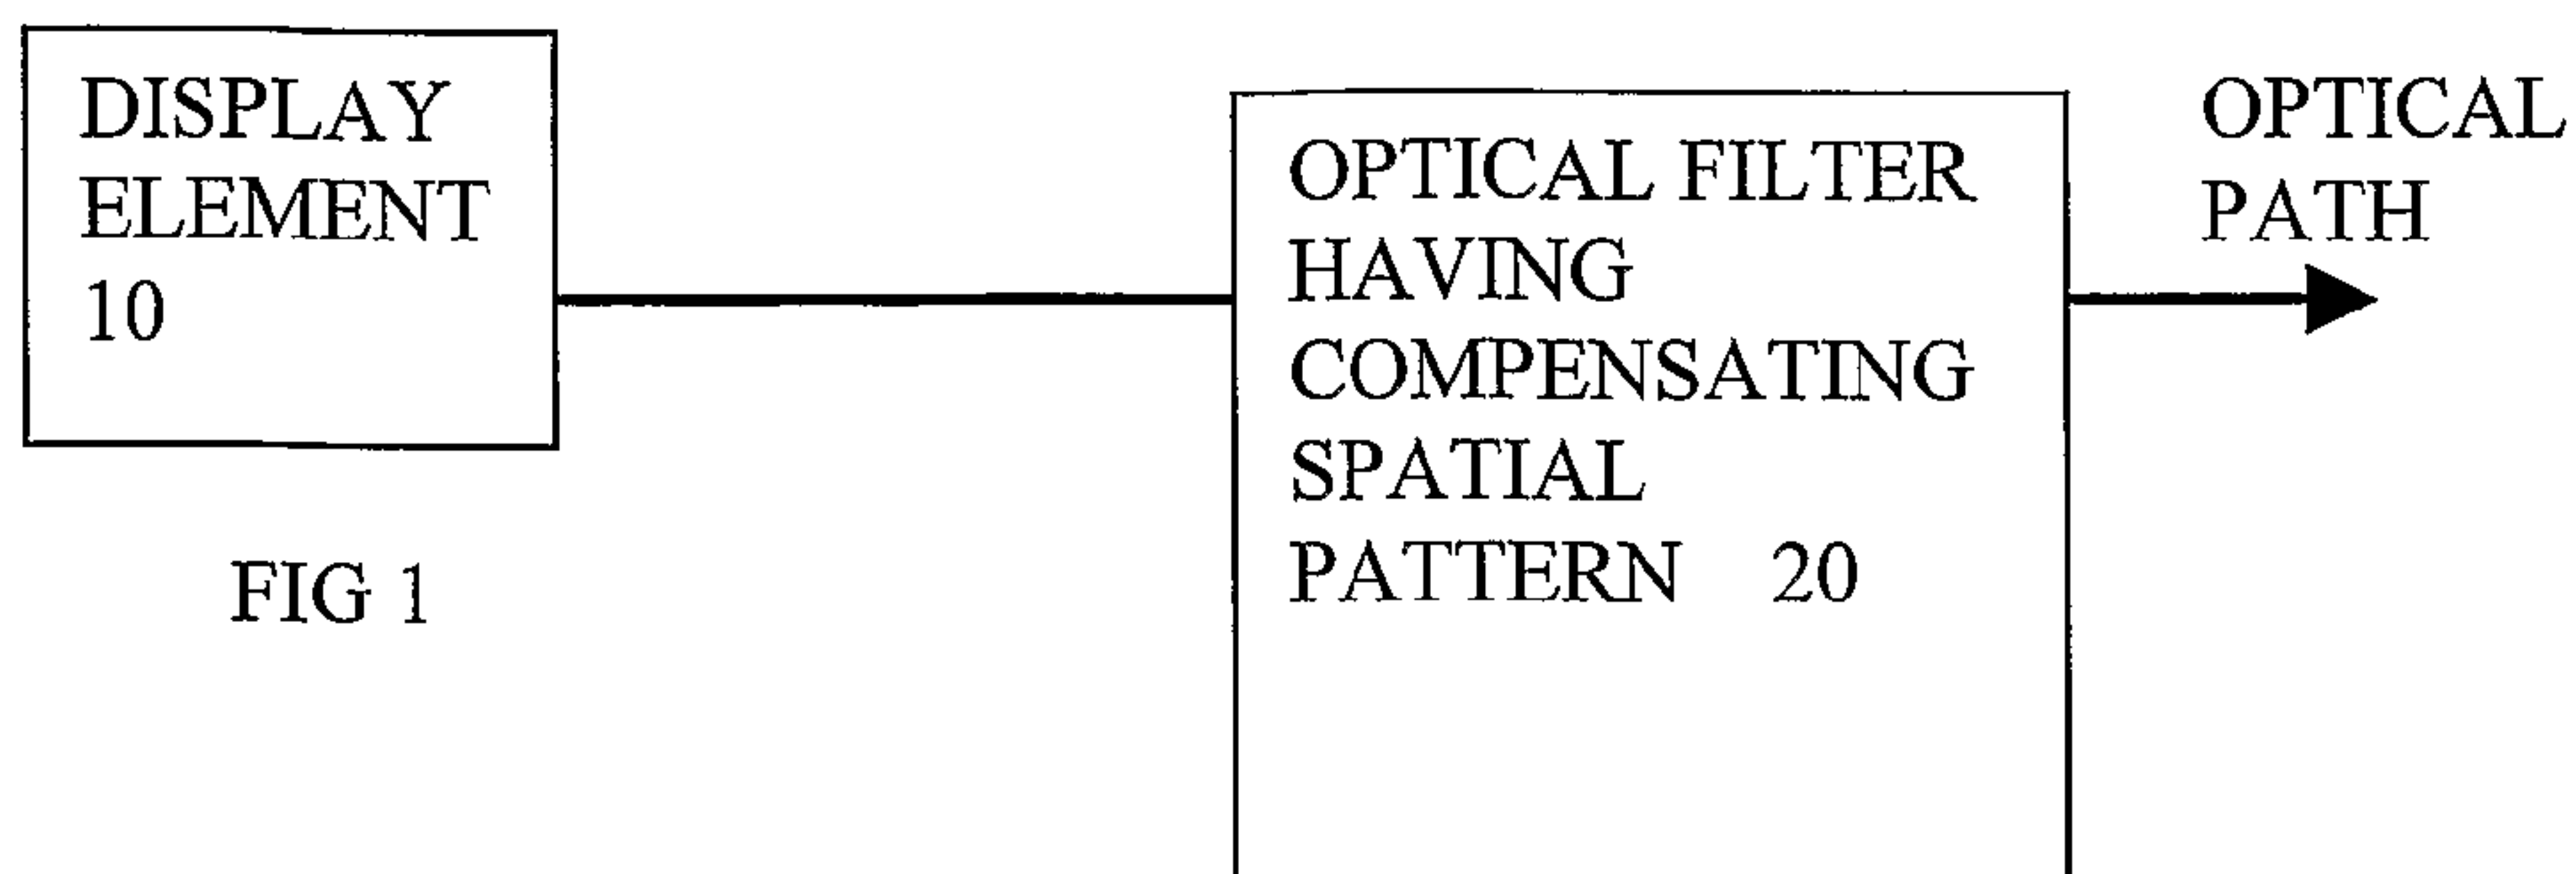 DISPLAY
ELEMENT
10
OPTICAL FILTER
HAVING
COMPENSATING
SPATIAL
PATTERN 20
OPTICAL
PATH
FIG 1